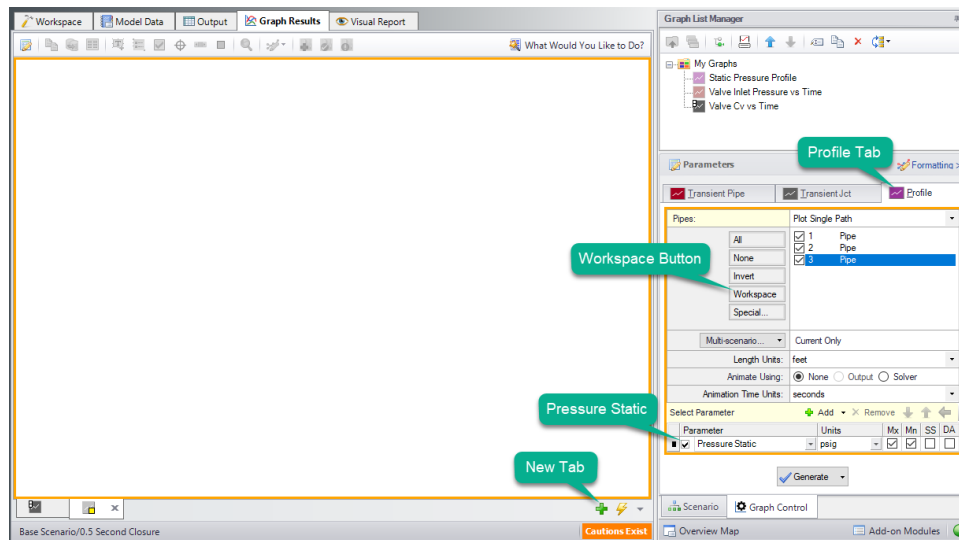 Workspace
Model Data
Output
Graph Results
Visual Report
What Would You Like to Do?
Graph List Manager
My Graphs
Static Pressure Profile
Valve Inlet Pressure vs Time
Valve Cv vs Time
Profile Tab
Parameters
Formatting >
Transient Pipe
Transient Jct
Profile
Pipes:
Plot Single Path
All
None
Invert
Workspace
Special...
1 Pipe
2 Pipe
3 Pipe
Workspace Button
Multi-scenario...
Current Only
Length Units:
feet
Animate Using:
None
Output
Solver
Animation Time Units:
seconds
Select Parameter
Add
Remove
Parameter
Units
Mx
Mn
SS
DA
Pressure Static
psig
Pressure Static
New Tab
Generate
Scenario
Graph Control
Base Scenario/0.5 Second Closure
Cautions Exist
Overview Map
Add-on Modules